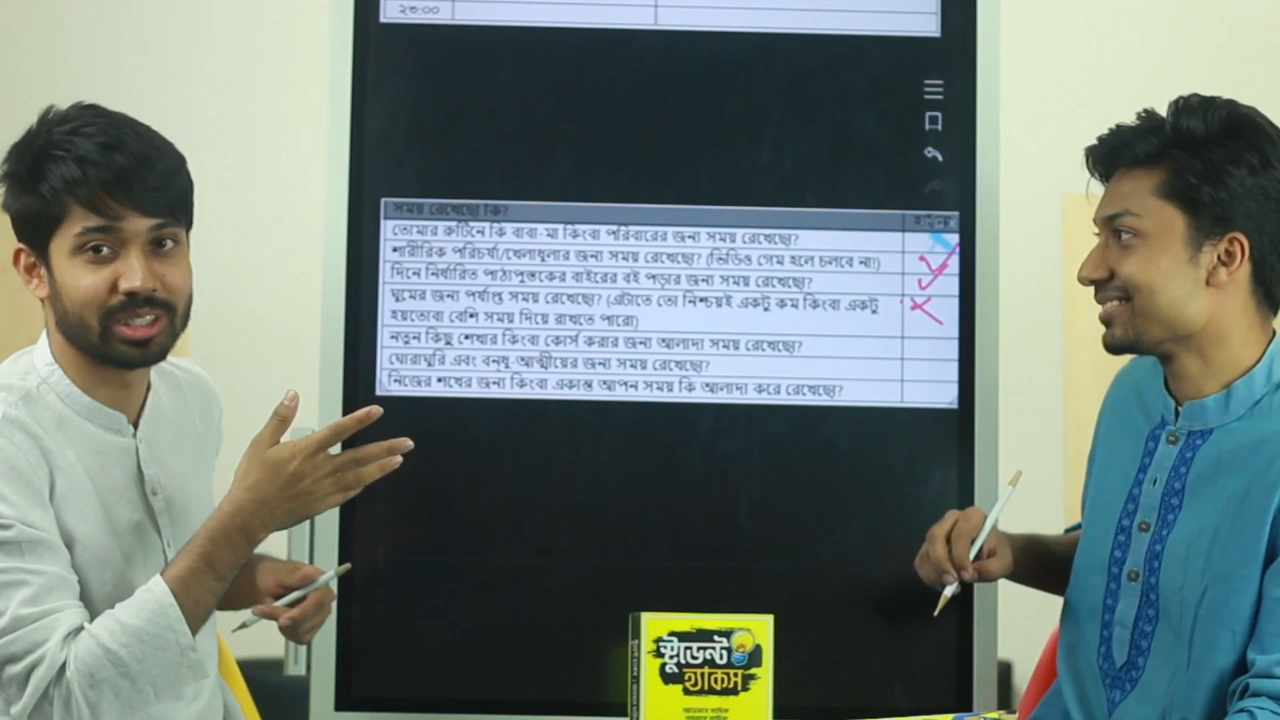 ২৩:০০
সময় রেখেছো কি?
হ্যাঁ/না
তোমার রুটিনে কি বাবা-মা কিংবা পরিবারের জন্য সময় রেখেছো?
শারীরিক পরিচর্যা/খেলাধুলার জন্য সময় রেখেছো? (ভিডিও গেম হলে চলবে না!)
দিনে নির্ধারিত পাঠ্যপুস্তকের বাইরের বই পড়ার জন্য সময় রেখেছো?
ঘুমের জন্য পর্যাপ্ত সময় রেখেছো? (এটাতে তো নিশ্চয়ই একটু কম কিংবা একটু
হয়তোবা বেশি সময় দিয়ে রাখতে পারো)
নতুন কিছু শেখার কিংবা কোর্স করার জন্য আলাদা সময় রেখেছো?
ঘোরাঘুরি এবং বন্ধু-আত্মীয়ের জন্য সময় রেখেছো?
নিজের শখের জন্য কিংবা একান্ত আপন সময় কি আলাদা করে রেখেছো?
স্টুডেন্ট
হ্যাকস
আয়মান সাদিক
সাদমান সাদিক